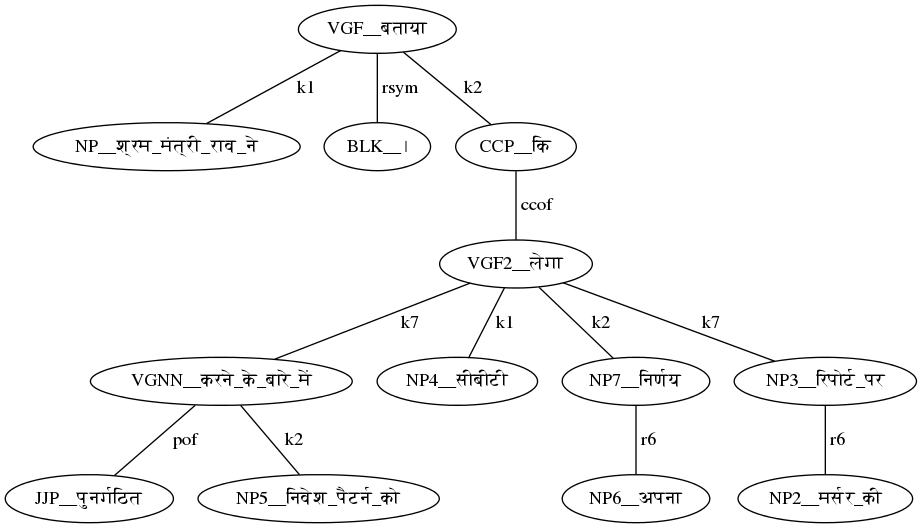 VGF__बताया
k1 rsym k2
NP__श्रम_मंत्री_राव_ने BLK__। CCP__कि
ccof
VGF2__लेगा
k7 k1 k2 k7
VGNN__करने_के_बारे_में NP4__सीबीटी NP7__निर्णय NP3__रिपोर्ट_पर
pof k2 r6 r6
JJP__पुनर्गठित NP5__निवेश_पैटर्न_को NP6__अपना NP2__मर्सर_की